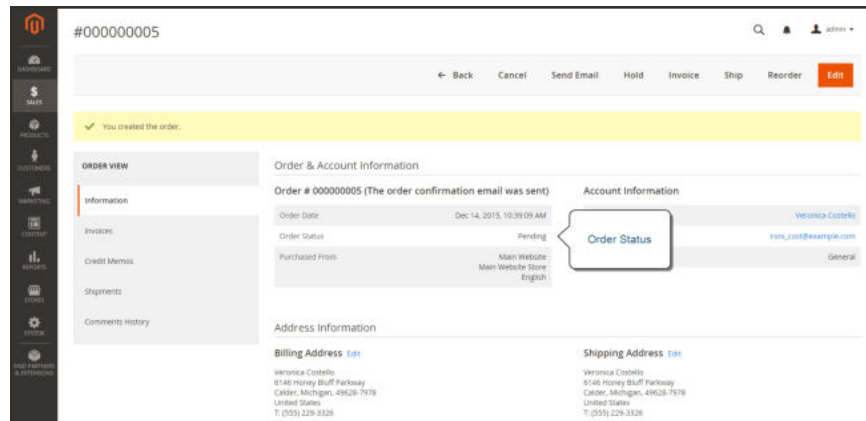 #000000005
admin
← Back Cancel Send Email Hold Invoice Ship Reorder Edit
You created the order.
DASHBOARD
SALES
PRODUCTS
CUSTOMERS
MARKETING
CONTENT
REPORTS
STORES
SYSTEM
FIND PARTNERS
& EXTENSIONS
ORDER VIEW
Information
Invoices
Credit Memos
Shipments
Comments History
Order & Account Information
Order # 000000005 (The order confirmation email was sent)
Order Date Dec 14, 2015, 10:39:09 AM
Order Status Pending
Purchased From Main Website
Main Website Store
English
Order Status
Account Information
Veronica Costello
roni_cost@example.com
General
Address Information
Billing Address Edit
Veronica Costello
6146 Honey Bluff Parkway
Calder, Michigan, 49628-7978
United States
T: (555) 229-3326
Shipping Address Edit
Veronica Costello
6146 Honey Bluff Parkway
Calder, Michigan, 49628-7978
United States
T: (555) 229-3326